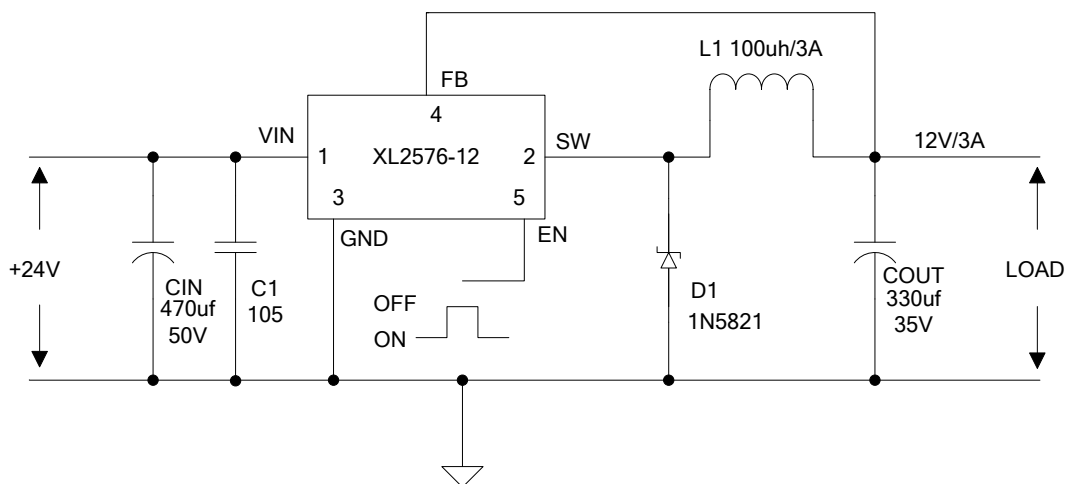 L1 100uh/3A
FB
4
VIN
SW
12V/3A
1
XL2576-12
2
3
5
GND
EN
+24V
CIN
470uf
50V
C1
105
OFF
ON
D1
1N5821
COUT
330uf
35V
LOAD